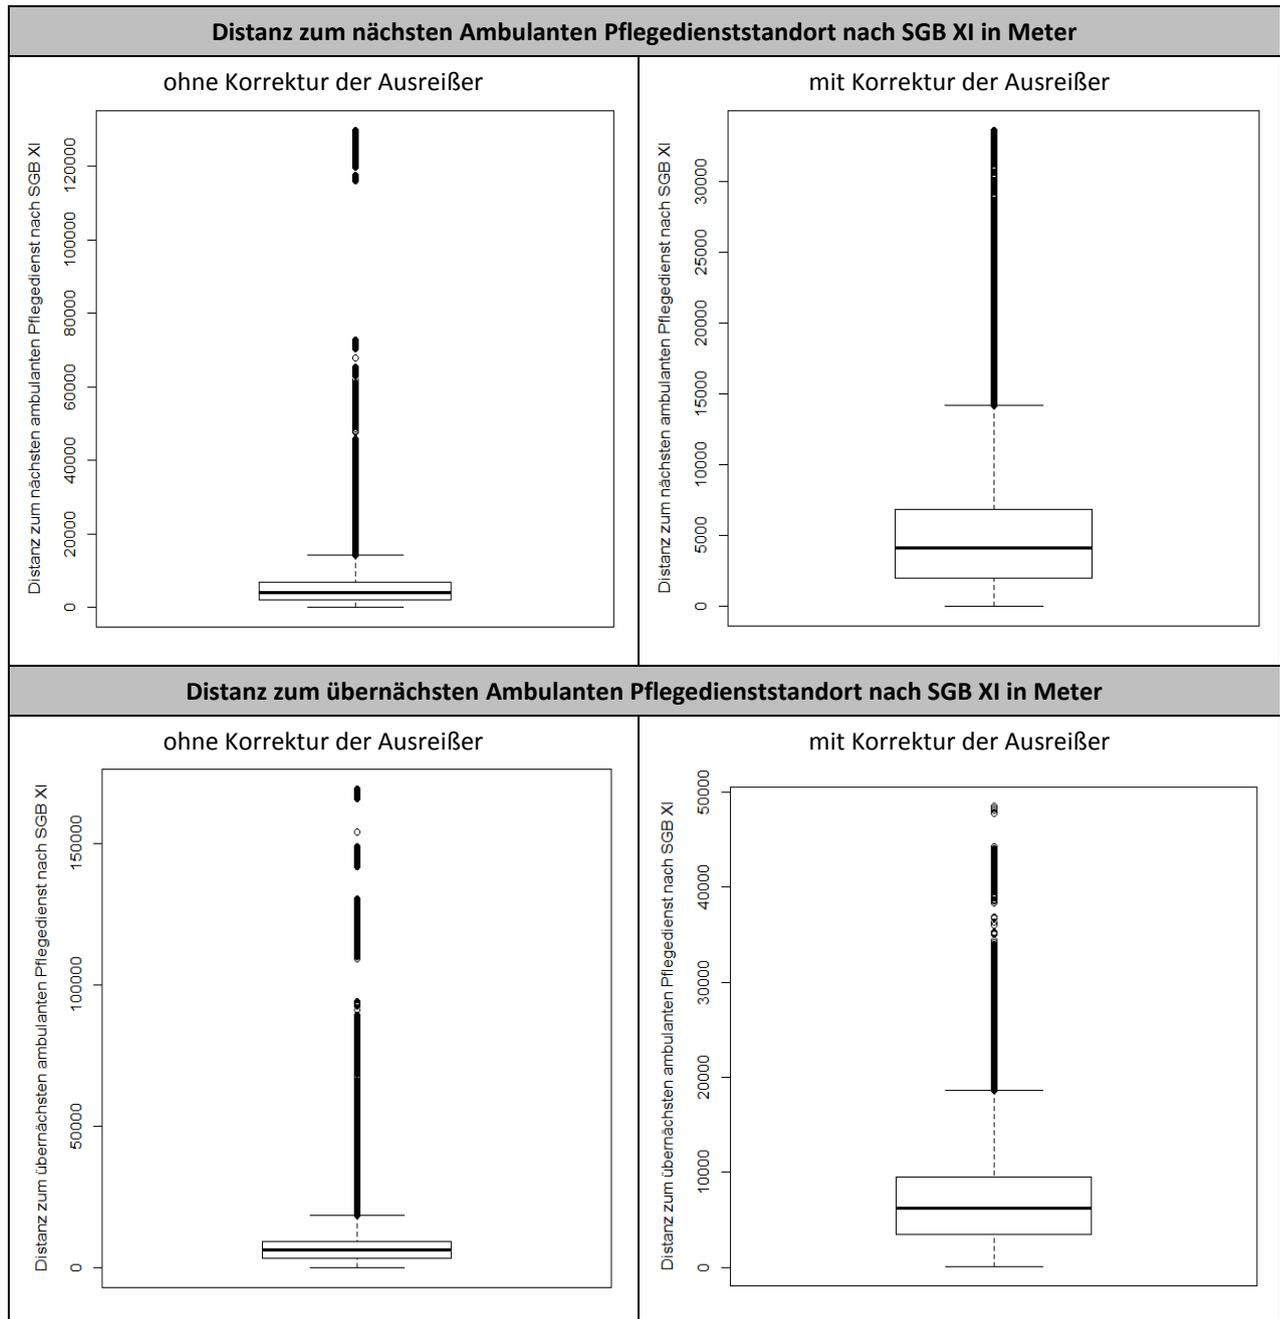 Distanz zum nächsten Ambulanten Pflegedienststandort nach SGB XI in Meter
ohne Korrektur der Ausreißer
Distanz zum nächsten ambulanten Pflegedienst nach SGB XI
120000
100000
80000
60000
40000
20000
0
mit Korrektur der Ausreißer
Distanz zum nächsten ambulanten Pflegedienst nach SGB XI
30000
25000
20000
15000
10000
5000
0
Distanz zum übernächsten Ambulanten Pflegedienststandort nach SGB XI in Meter
ohne Korrektur der Ausreißer
Distanz zum übernächsten ambulanten Pflegedienst nach SGB XI
150000
100000
50000
0
mit Korrektur der Ausreißer
Distanz zum übernächsten ambulanten Pflegedienst nach SGB XI
50000
40000
30000
20000
10000
0